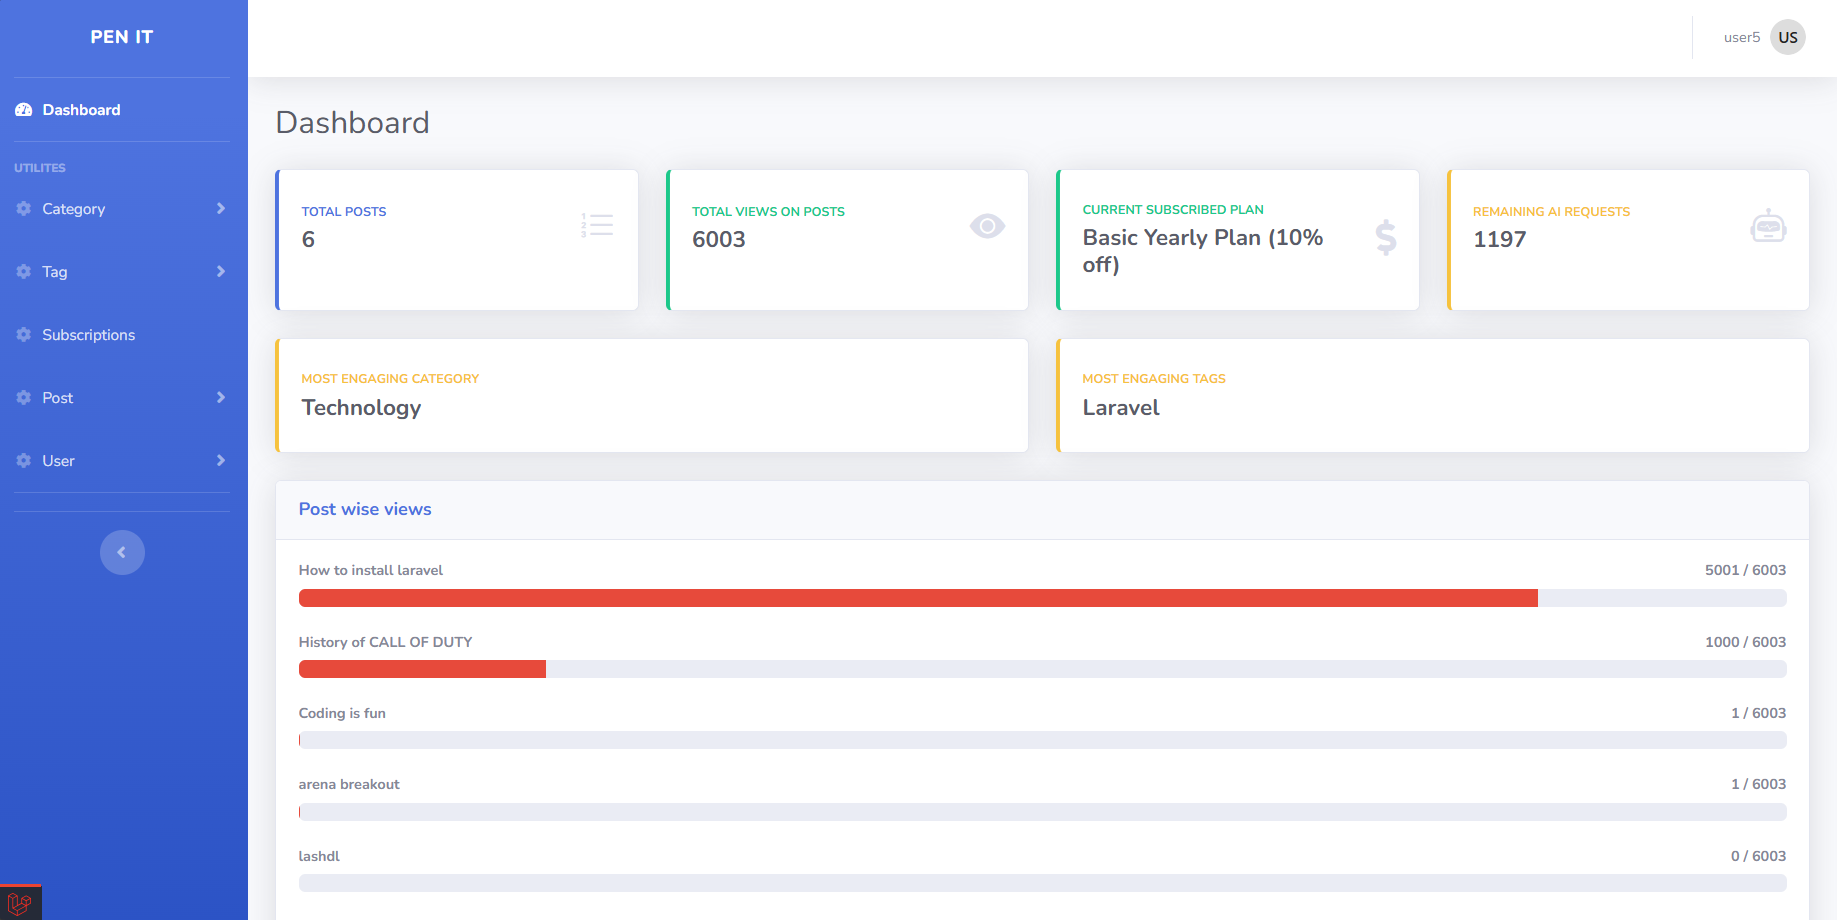 PEN IT
user5
US
Dashboard
UTILITES
Category
Tag
Subscriptions
Post
User
Dashboard
TOTAL POSTS
6
1
2
3
TOTAL VIEWS ON POSTS
6003
CURRENT SUBSCRIBED PLAN
Basic Yearly Plan (10%
off)
$
REMAINING AI REQUESTS
1197
MOST ENGAGING CATEGORY
Technology
MOST ENGAGING TAGS
Laravel
Post wise views
How to install laravel
5001 / 6003
History of CALL OF DUTY
1000 / 6003
Coding is fun
1 / 6003
arena breakout
1 / 6003
lashdl
0 / 6003